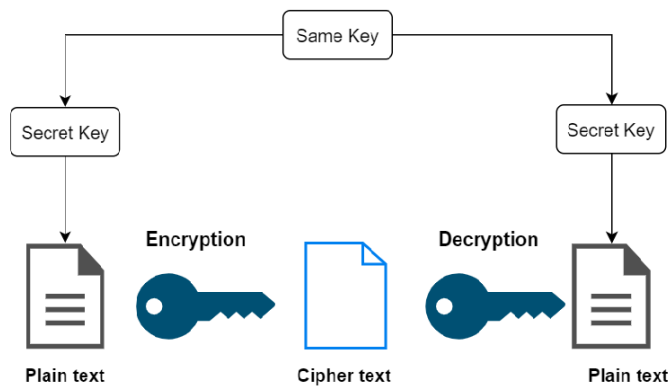 Same Key
Secret Key
Secret Key
Encryption
Decryption
Plain text
Cipher text
Plain text